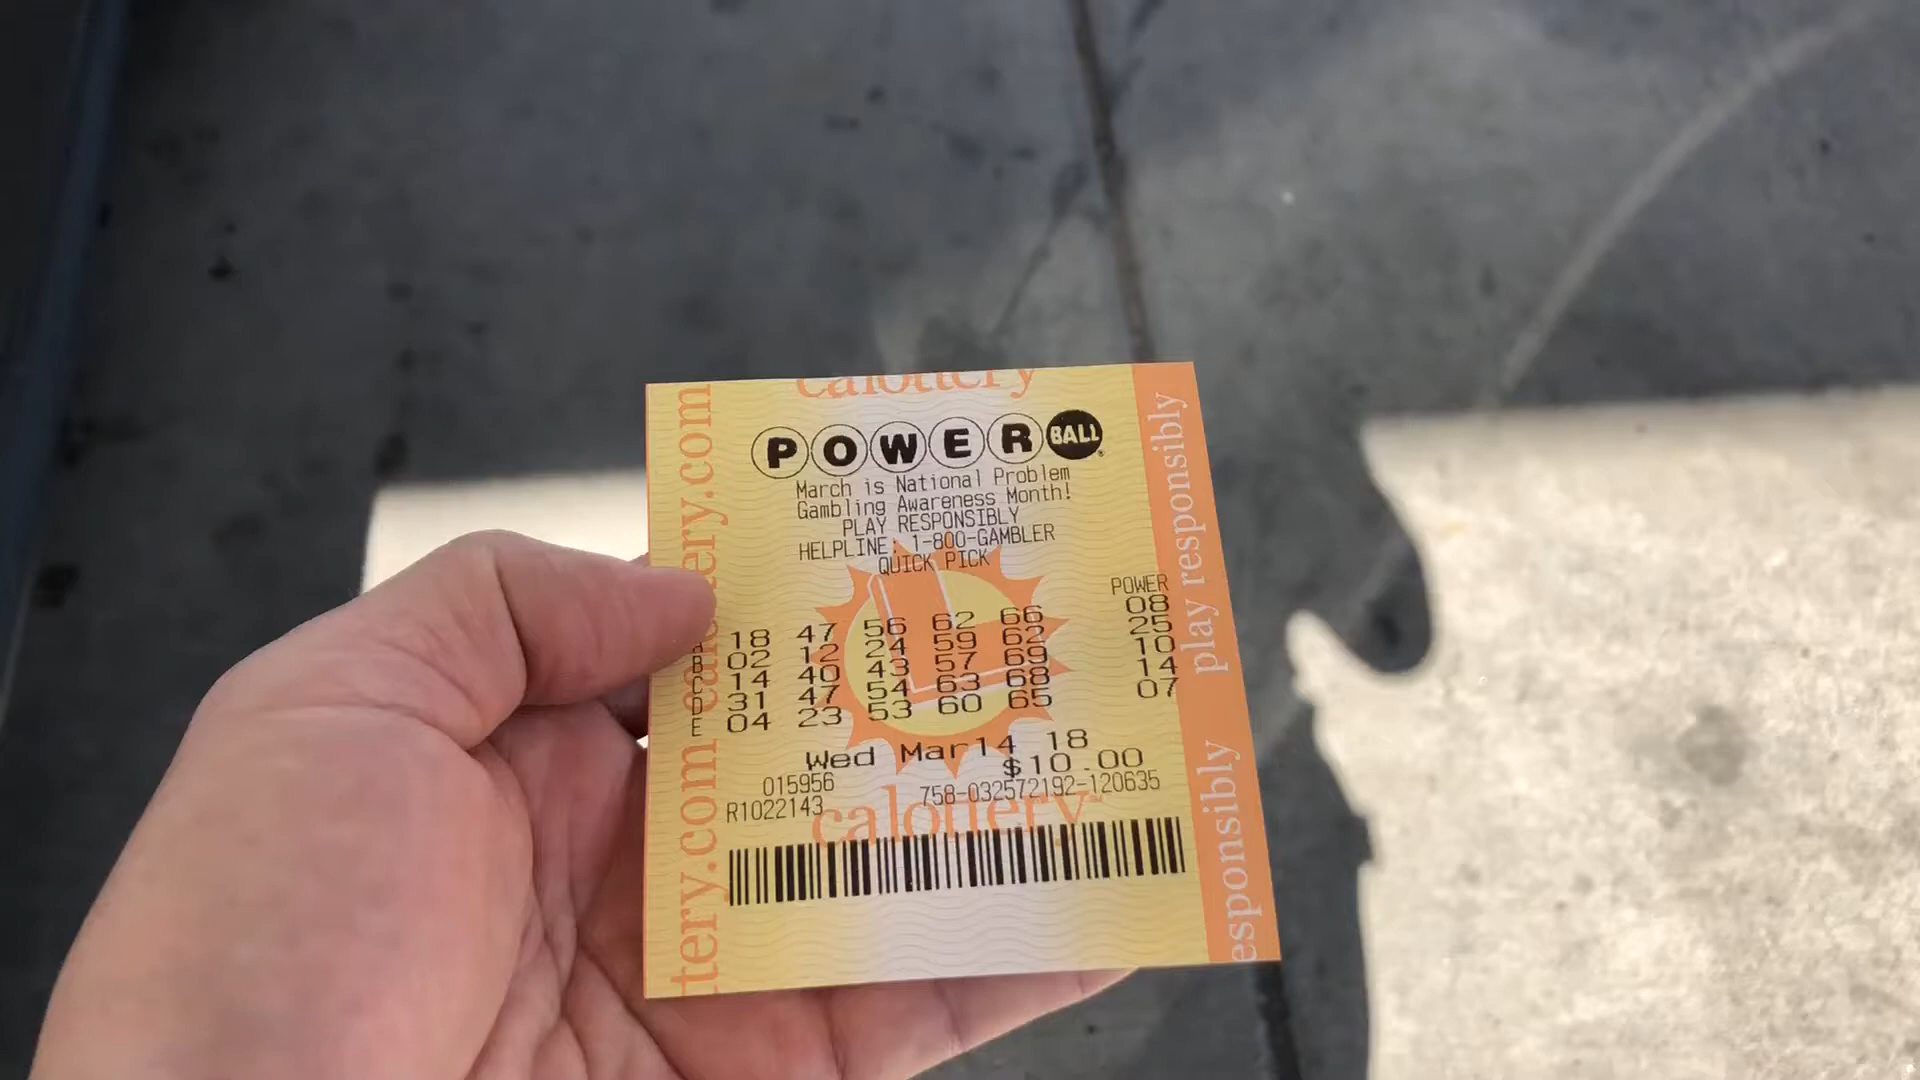 calottery
POWER BALL
March is National Problem
Gambling Awareness Month!
PLAY RESPONSIBLY
HELPLINE: 1-800-GAMBLER
QUICK PICK
POWER
18 47 56 62 66 08
B 02 12 24 59 62 25
C 14 40 43 57 69 10
D 31 47 54 63 68 14
E 04 23 53 60 65 07
Wed Mar14 18
$10.00
015956
R1022143 758-032572192-120635
calottery
ttery.com calottery.com
play responsibly
esponsibly